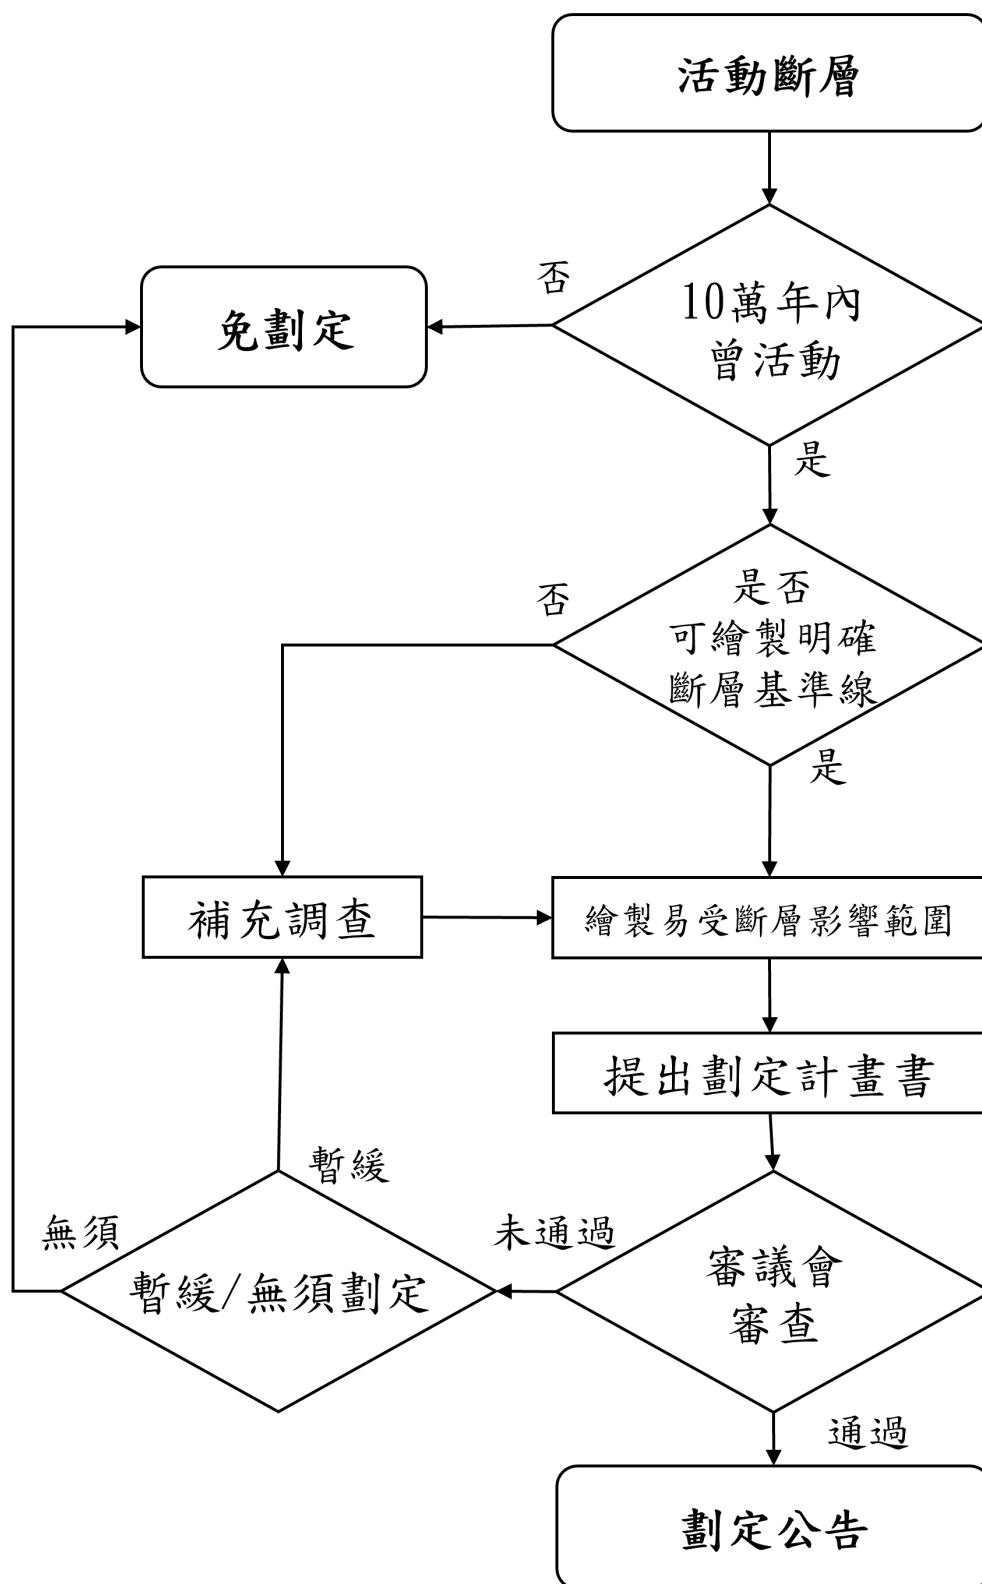 活動斷層
否
10萬年內
曾活動
免劃定
是
否
是否
可繪製明確
斷層基準線
是
補充調查
繪製易受斷層影響範圍
提出劃定計畫書
暫緩
無須
未通過
暫緩/無須劃定
審議會
審查
通過
劃定公告